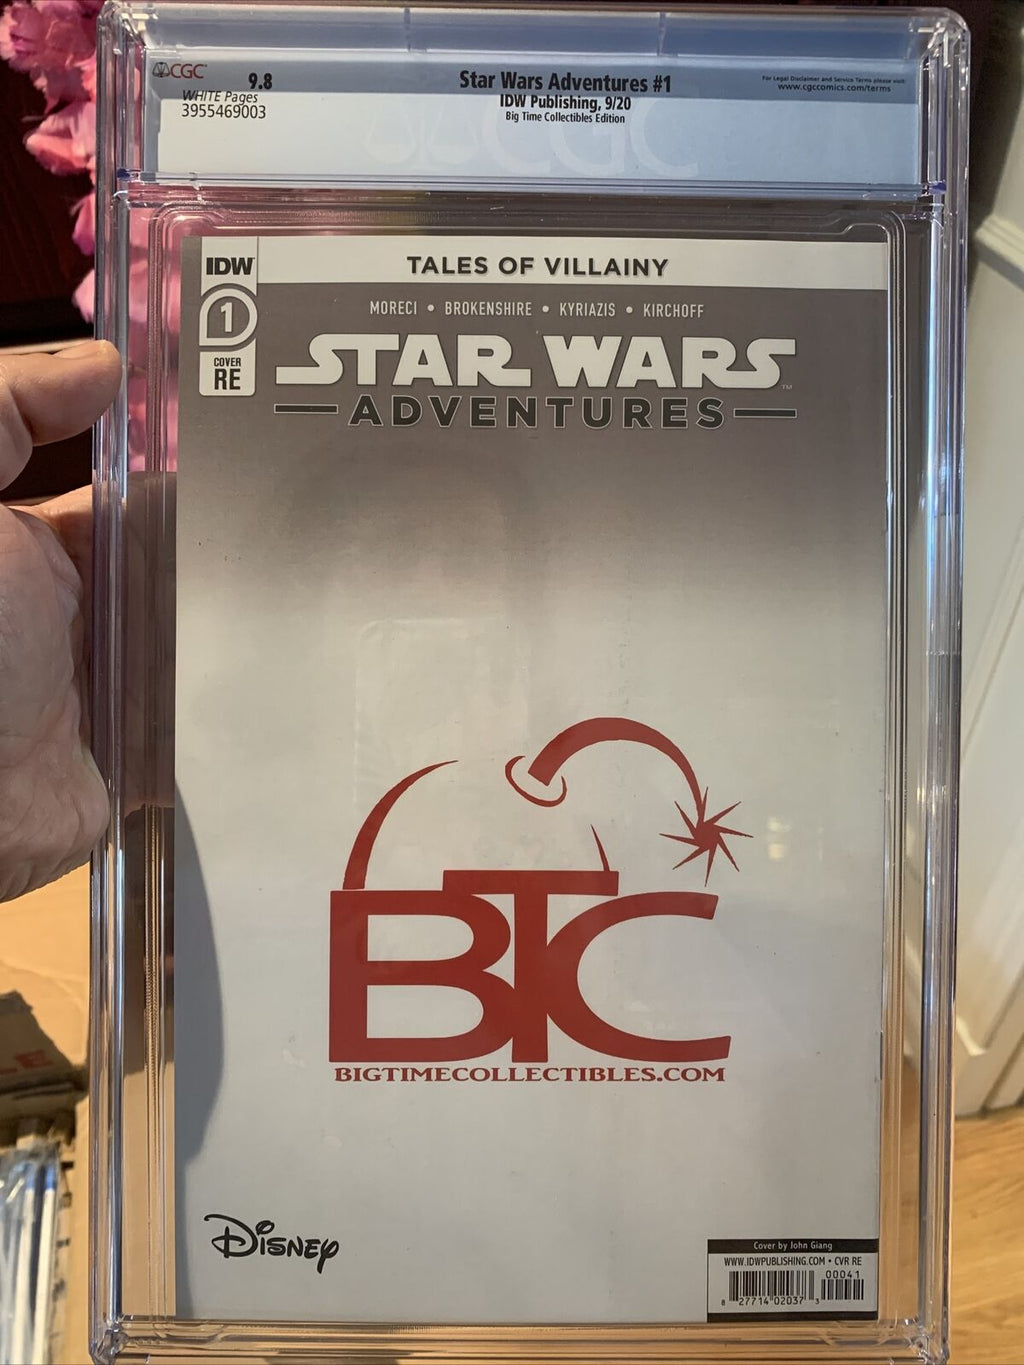 CGC
9.8
WHITE Pages
3955469003
Star Wars Adventures #1
IDW Publishing, 9/20
Big Time Collectibles Edition
For Legal Disclaimer and Service Terms please visit:
www.cgccomics.com/terms
CGC
IDW
1
COVER
RE
TALES OF VILLAINY
MORECI • BROKENSHIRE • KYRIAZIS • KIRCHOFF
STAR WARS™
ADVENTURES
BTC
BIGTIMECOLLECTIBLES.COM
Disney
Cover by John Giang
WWW.IDWPUBLISHING.COM • CVR RE
00041
8 27714 02037 3